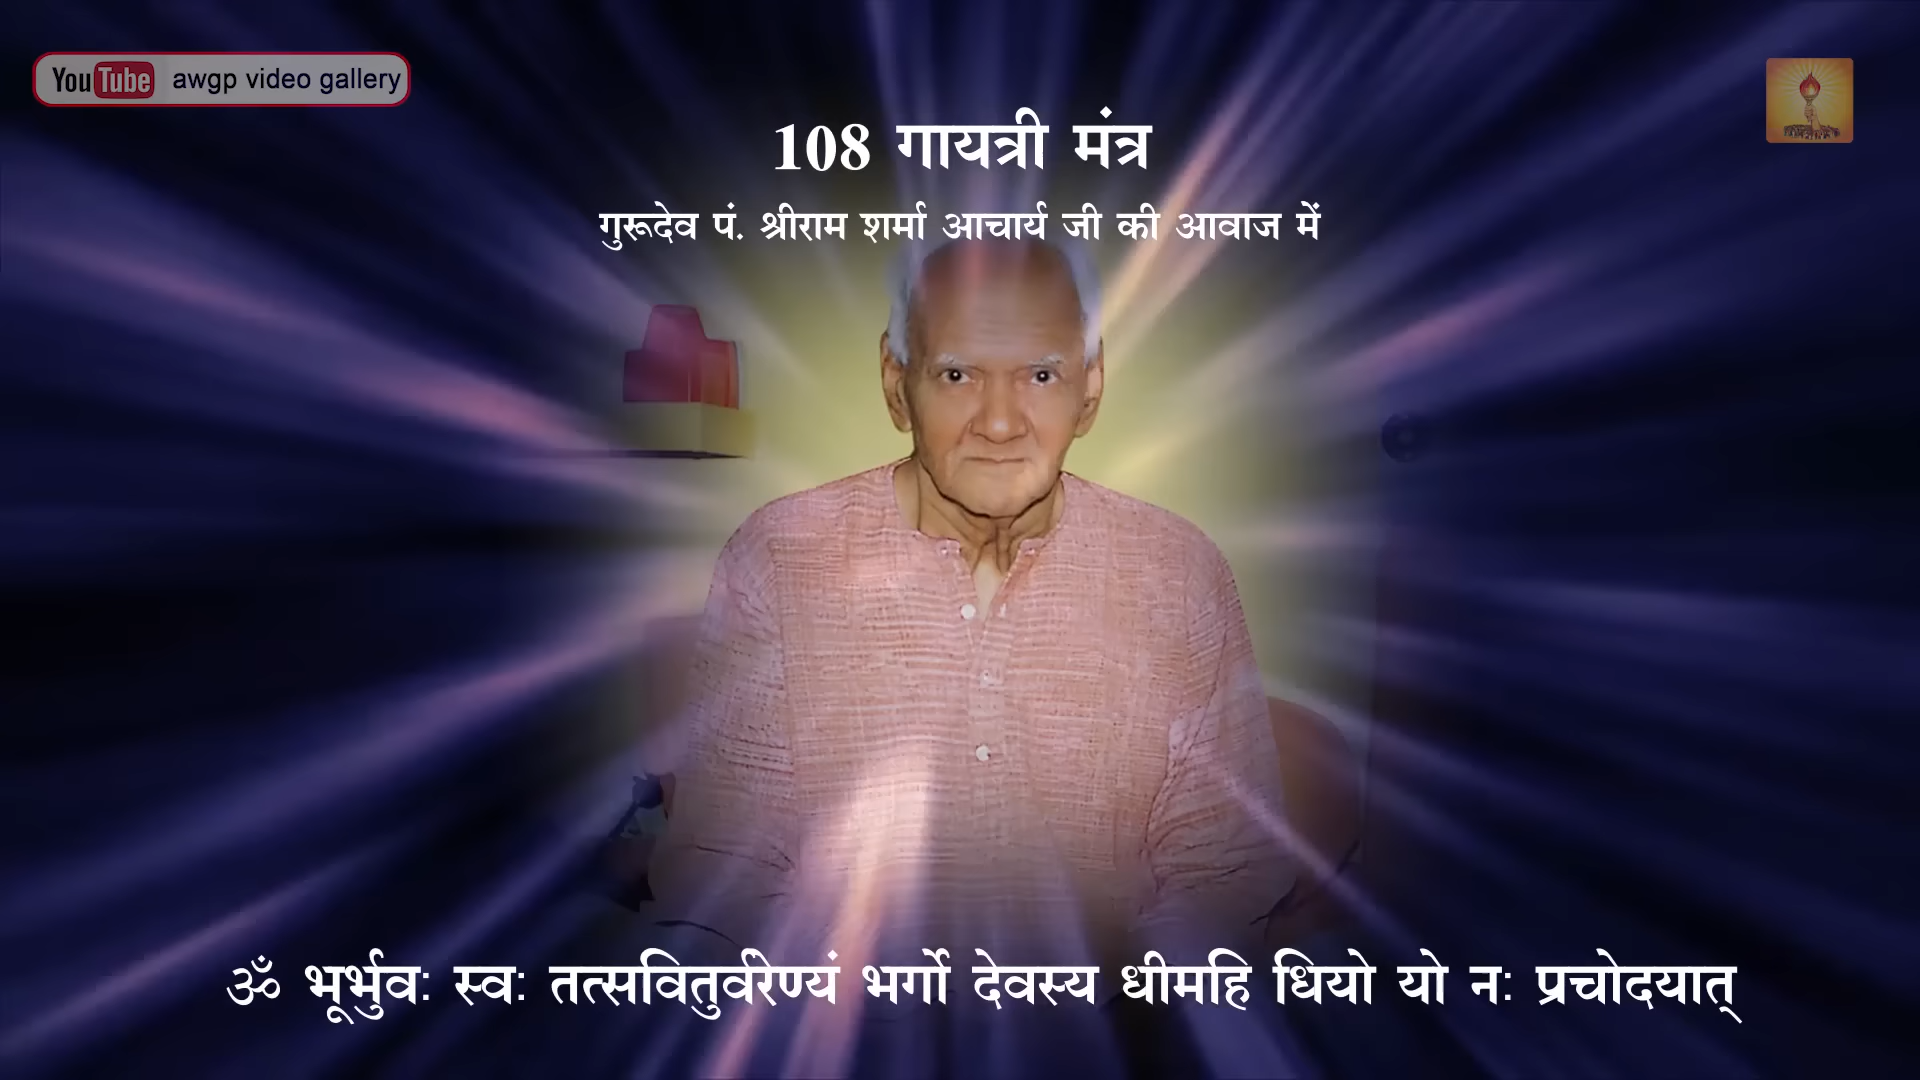 YouTube awgp video gallery
108 गायत्री मंत्र
गुरूदेव पं. श्रीराम शर्मा आचार्य जी की आवाज में
ॐ भूर्भुवः स्वः तत्सवितुर्वरेण्यं भर्गो देवस्य धीमहि धियो यो नः प्रचोदयात्